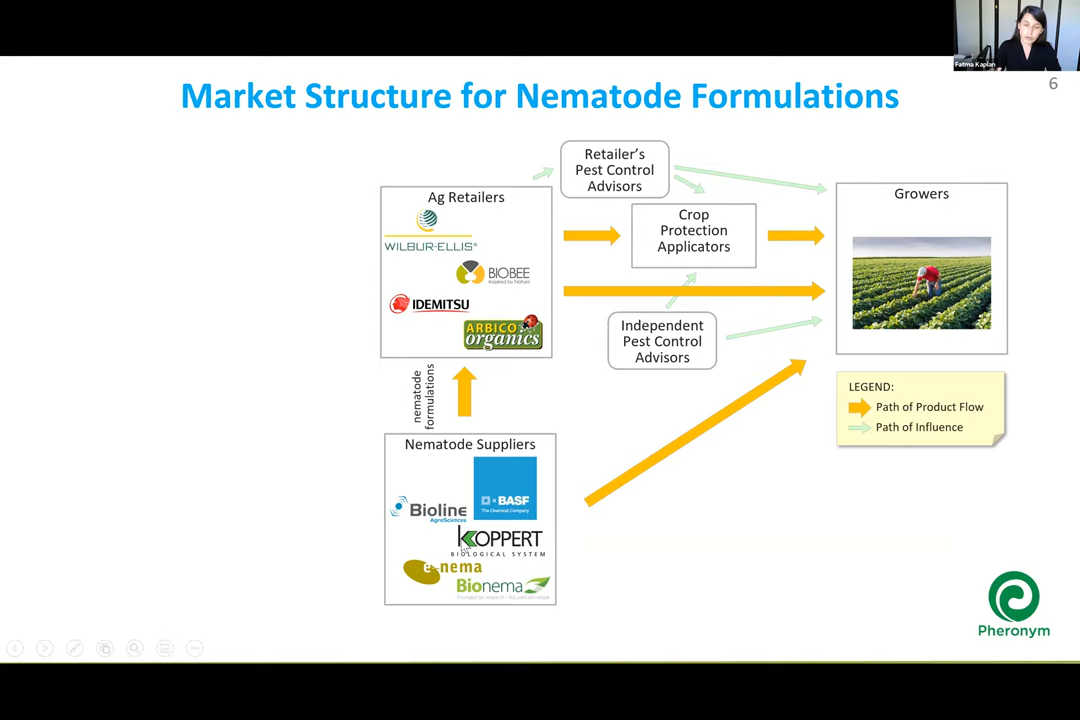 Fatma Kaplan
6
Market Structure for Nematode Formulations
Retailer's
Pest Control
Advisors
Ag Retailers
WILBUR-ELLIS®
BIOBEE
Inspired by Nature
IDEMITSU
ARBICO
organics
Crop
Protection
Applicators
Growers
Independent
Pest Control
Advisors
nematode
formulations
LEGEND:
Path of Product Flow
Path of Influence
Nematode Suppliers
BASF
The Chemical Company
Bioline
AgroSciences
KOPPERT
BIOLOGICAL SYSTEM
e-nema
Bionema
Pheronym